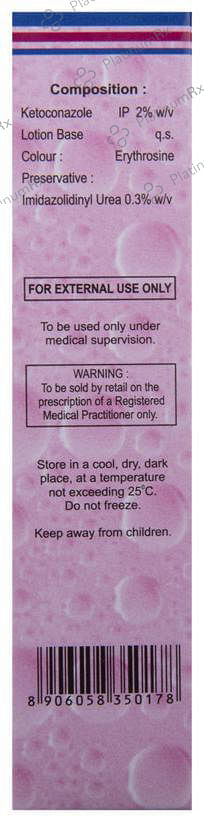 Composition :
Ketoconazole IP 2% w/v
Lotion Base q.s.
Colour : Erythrosine
Preservative :
Imidazolidinyl Urea 0.3% w/v
FOR EXTERNAL USE ONLY
To be used only under
medical supervision.
WARNING :
To be sold by retail on the
prescription of a Registered
Medical Practitioner only.
Store in a cool, dry, dark
place, at a temperature
not exceeding 25°C.
Do not freeze.
Keep away from children.
8 906058 350178